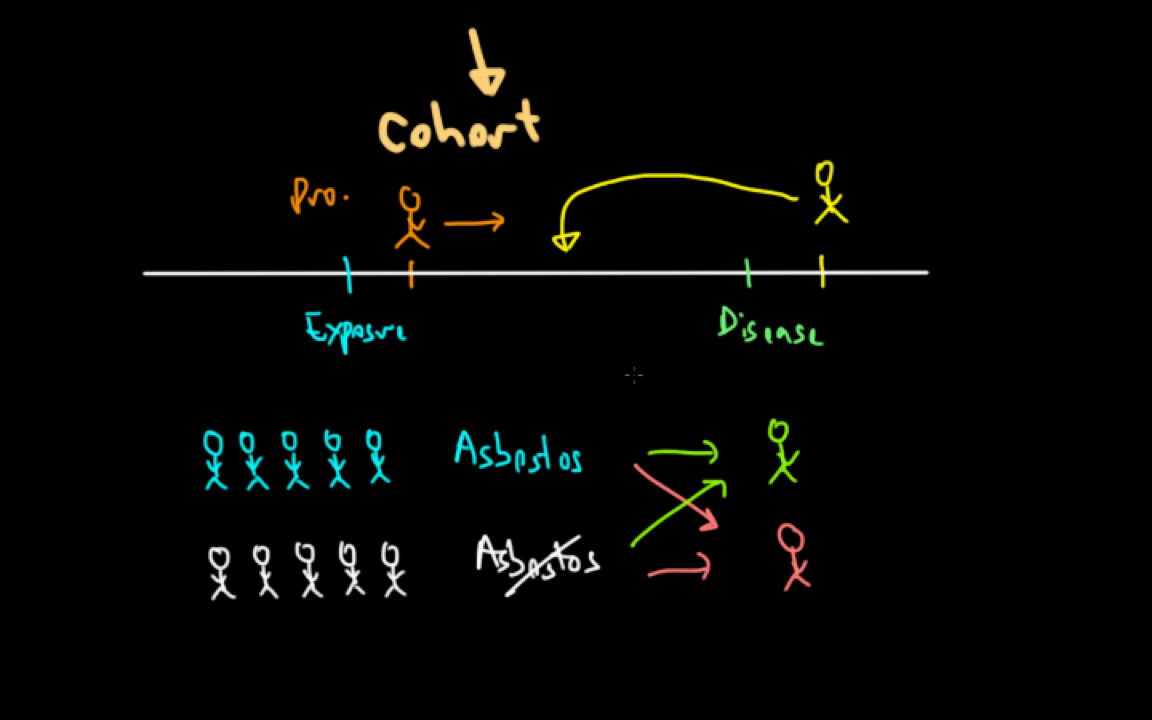 Cohort
Pro.
Exposure
Disease
Asbestos
Asbestos